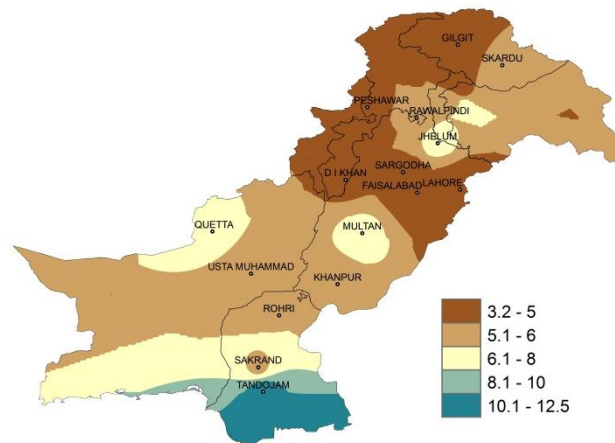 GILGIT
SKARDU
PESHAWAR
RAWALPINDI
JHELUM
SARGODHA
D I KHAN
FAISALABAD
LAHORE
QUETTA
MULTAN
USTA MUHAMMAD
KHANPUR
ROHRI
SAKRAND
TANDOJAM
3.2 - 5
5.1 - 6
6.1 - 8
8.1 - 10
10.1 - 12.5